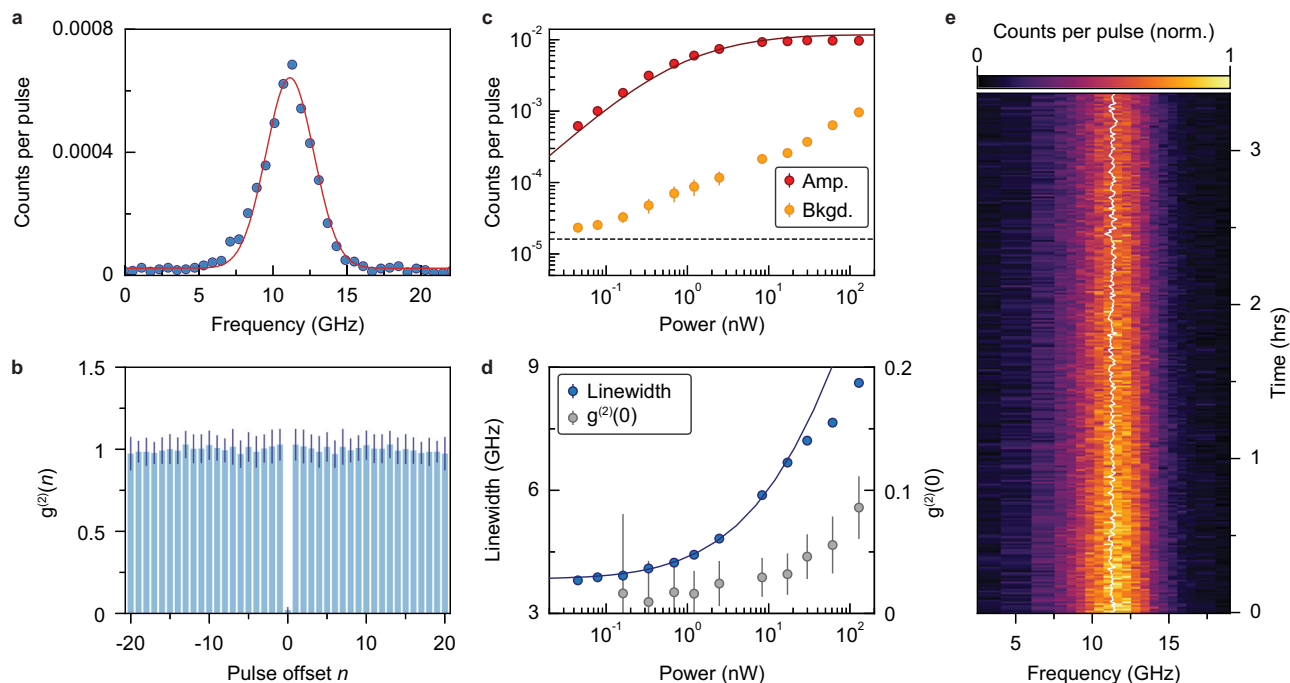 a
0.0008
0.0004
0
Counts per pulse
0 5 10 15 20
Frequency (GHz)
b
1.5
1
0.5
0
g⁽²⁾(n)
-20 -10 0 10 20
Pulse offset n
c
10⁻²
10⁻³
10⁻⁴
10⁻⁵
Counts per pulse
Amp.
Bkgd.
10⁻¹ 10⁰ 10¹ 10²
Power (nW)
d
9
6
3
Linewidth (GHz)
Linewidth
g⁽²⁾(0)
0.2
0.1
0
g⁽²⁾(0)
10⁻¹ 10⁰ 10¹ 10²
Power (nW)
e
Counts per pulse (norm.)
0 1
3
2
1
0
Time (hrs)
5 10 15
Frequency (GHz)